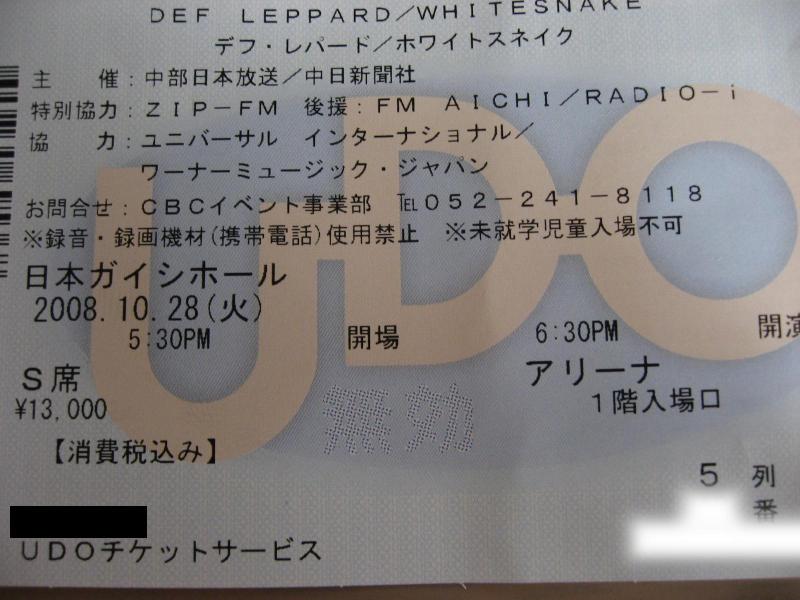 DEF LEPPARD/WHITESNAKE
デフ・レパード/ホワイトスネイク
主　　催：中部日本放送/中日新聞社
特別協力：ZIP-FM　後援：FM AICHI/RADIO-i
協　　力：ユニバーサル　インターナショナル/
ワーナーミュージック・ジャパン
お問合せ：CBCイベント事業部　℡052-241-8118
※録音・録画機材(携帯電話)使用禁止　※未就学児童入場不可
日本ガイシホール
2008.10.28(火)
5:30PM　開場　6:30PM　開演
S席　アリーナ
¥13,000　1階入場口
【消費税込み】
無効
5 列
番
UDOチケットサービス
UDO